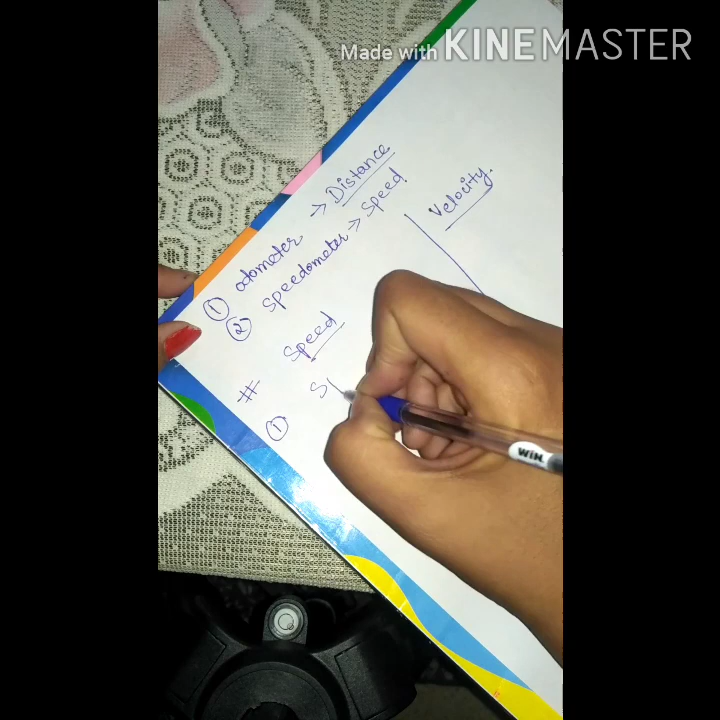 Made with KINEMASTER
① odometer → Distance
② Speedometer → Speed
# Speed
Velocity.
①
WIN